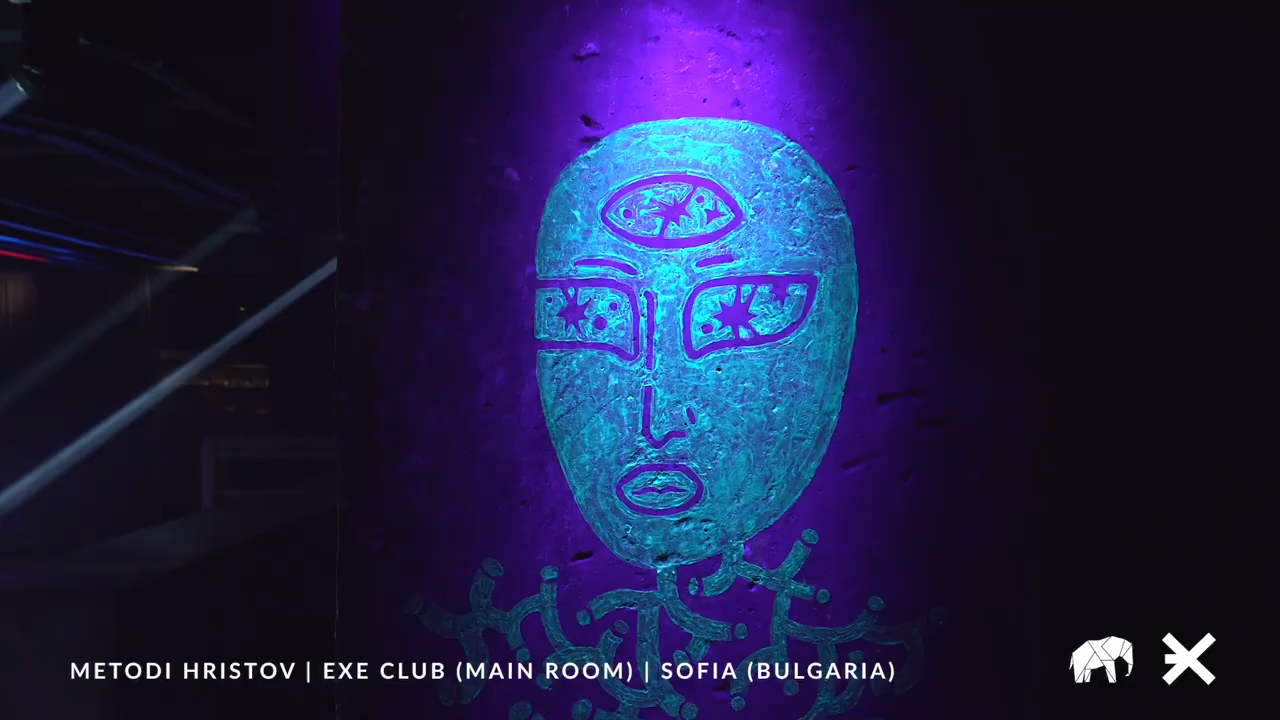 METODI HRISTOV | EXE CLUB (MAIN ROOM) | SOFIA (BULGARIA)